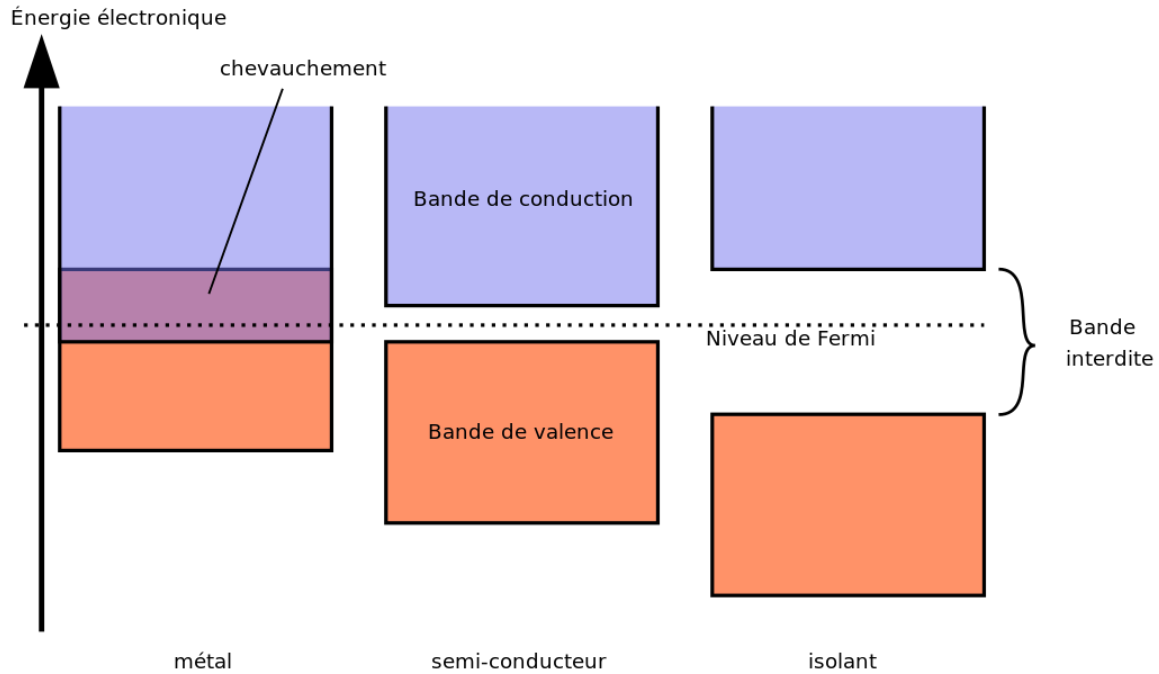 Énergie électronique
chevauchement
Bande de conduction
Niveau de Fermi
Bande
interdite
Bande de valence
métal
semi-conducteur
isolant